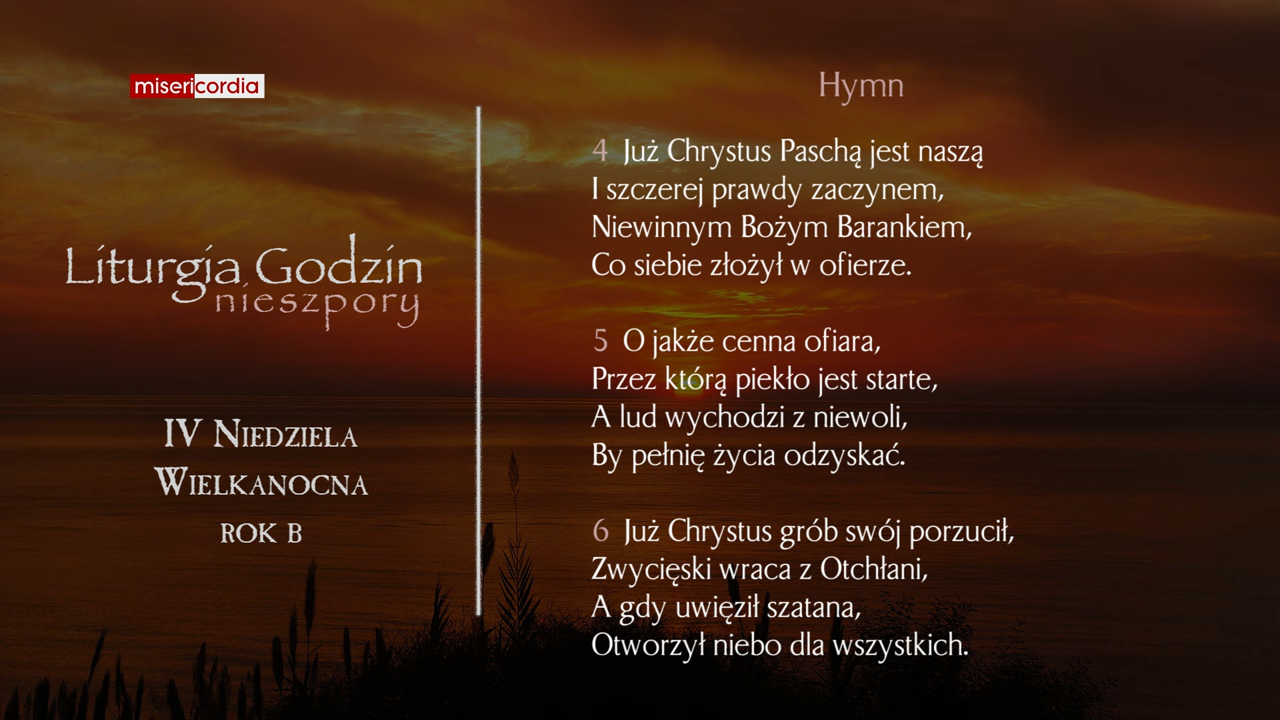 misericordia
Liturgia Godzin
nieszpory
IV Niedziela
Wielkanocna
rok B
Hymn
4 Już Chrystus Paschą jest naszą
I szczerej prawdy zaczynem,
Niewinnym Bożym Barankiem,
Co siebie złożył w ofierze.
5 O jakże cenna ofiara,
Przez którą piekło jest starte,
A lud wychodzi z niewoli,
By pełnię życia odzyskać.
6 Już Chrystus grób swój porzucił,
Zwycięski wraca z Otchłani,
A gdy uwięził szatana,
Otworzył niebo dla wszystkich.